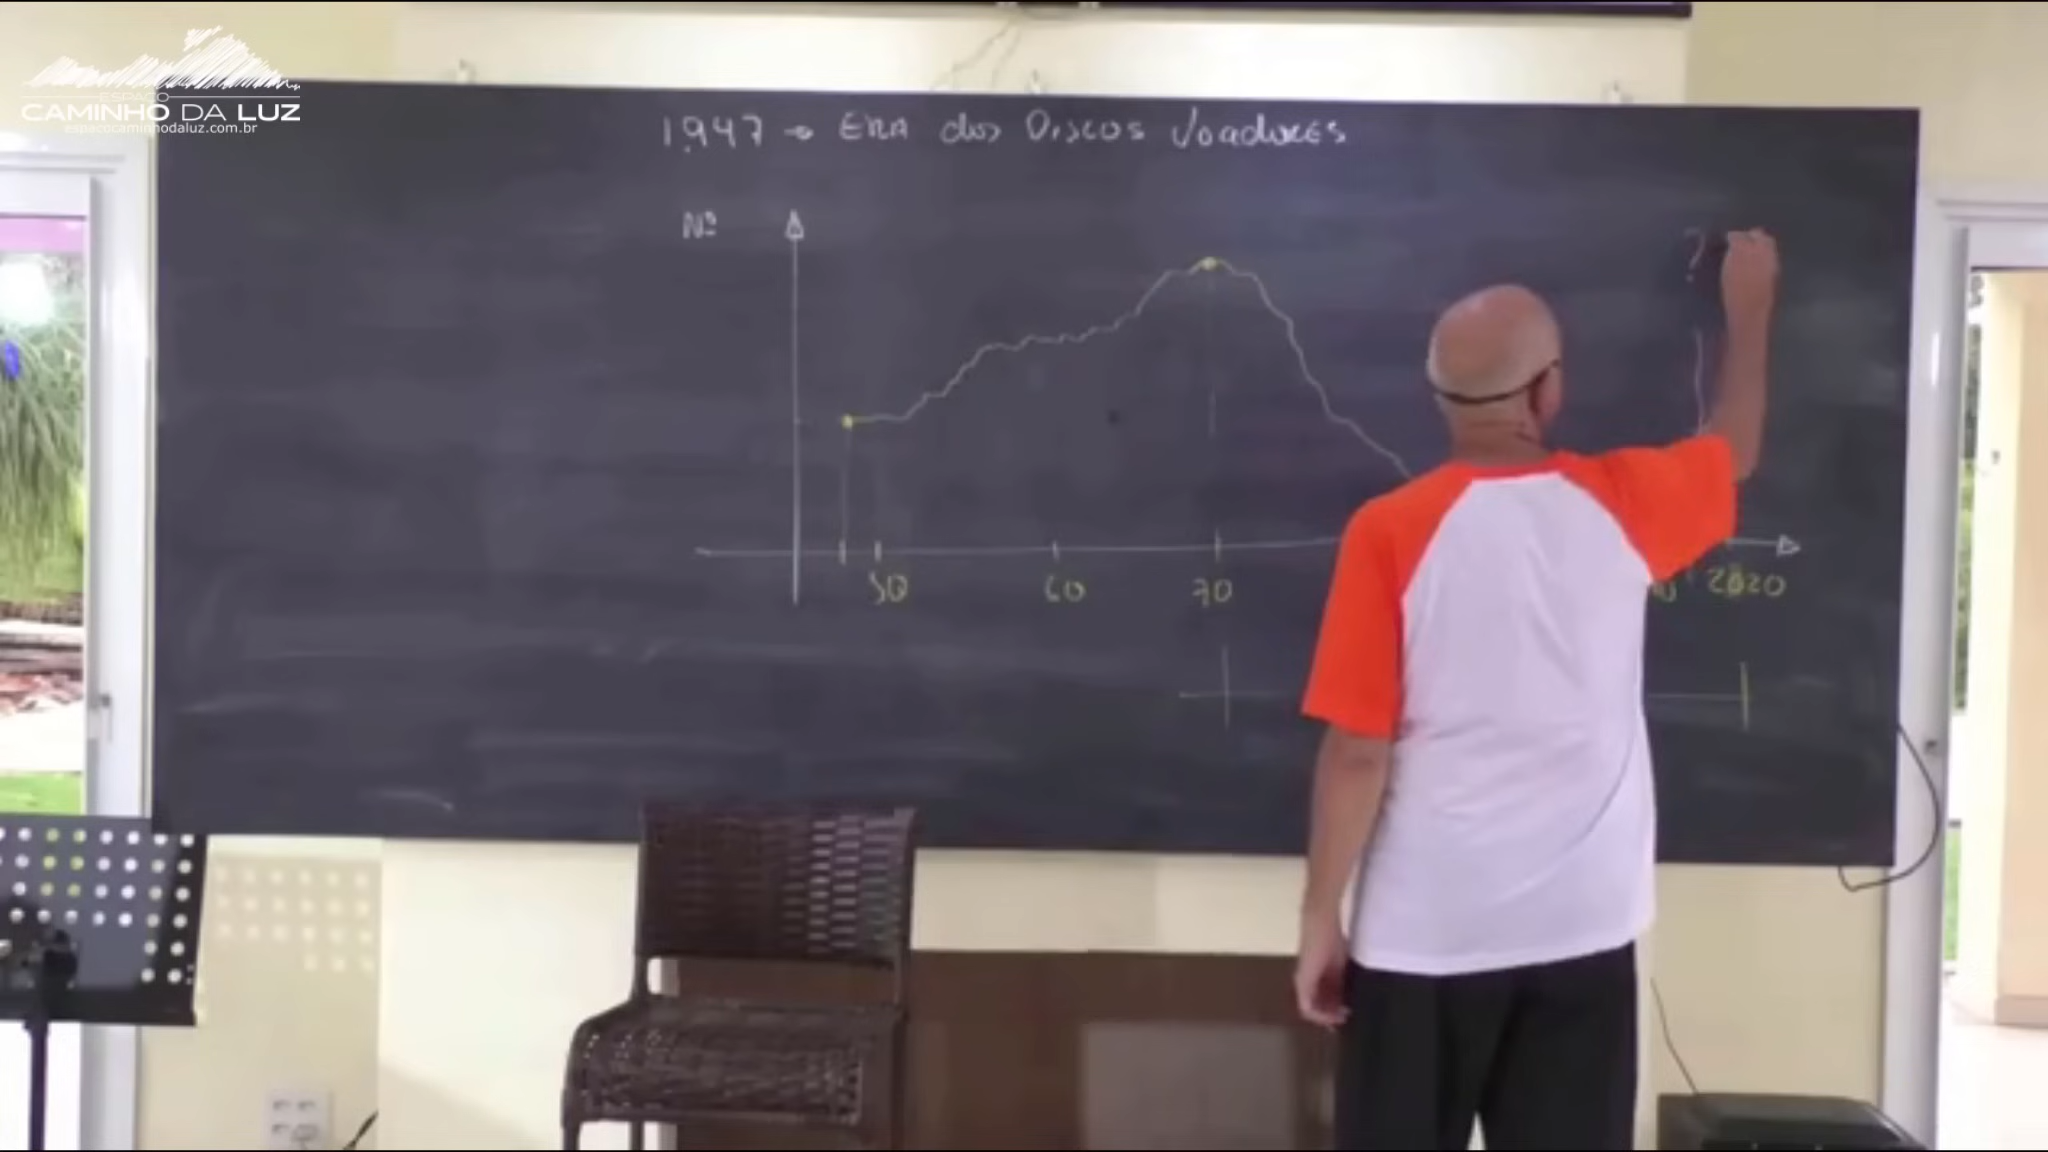 ESPAÇO
CAMINHO DA LUZ
espacocaminhodaluz.com.br
1947 → ERA dos Discos Voadores
Nº
50 60 70 2020
?